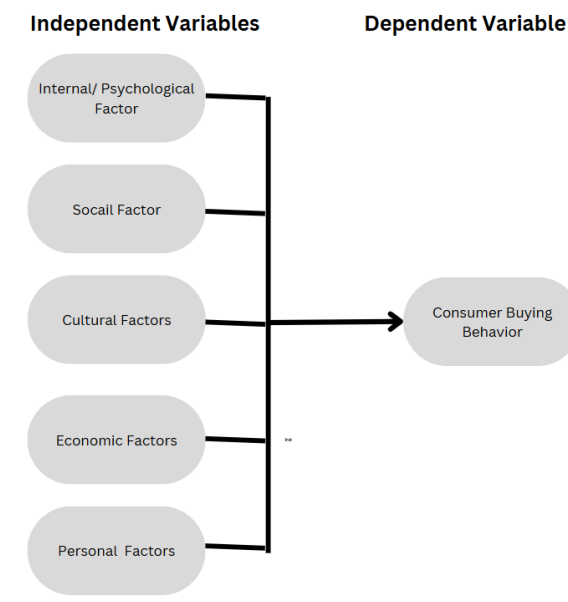 Independent Variables
Dependent Variable
Internal/ Psychological
Factor
Socail Factor
Cultural Factors
Consumer Buying
Behavior
Economic Factors
Personal  Factors